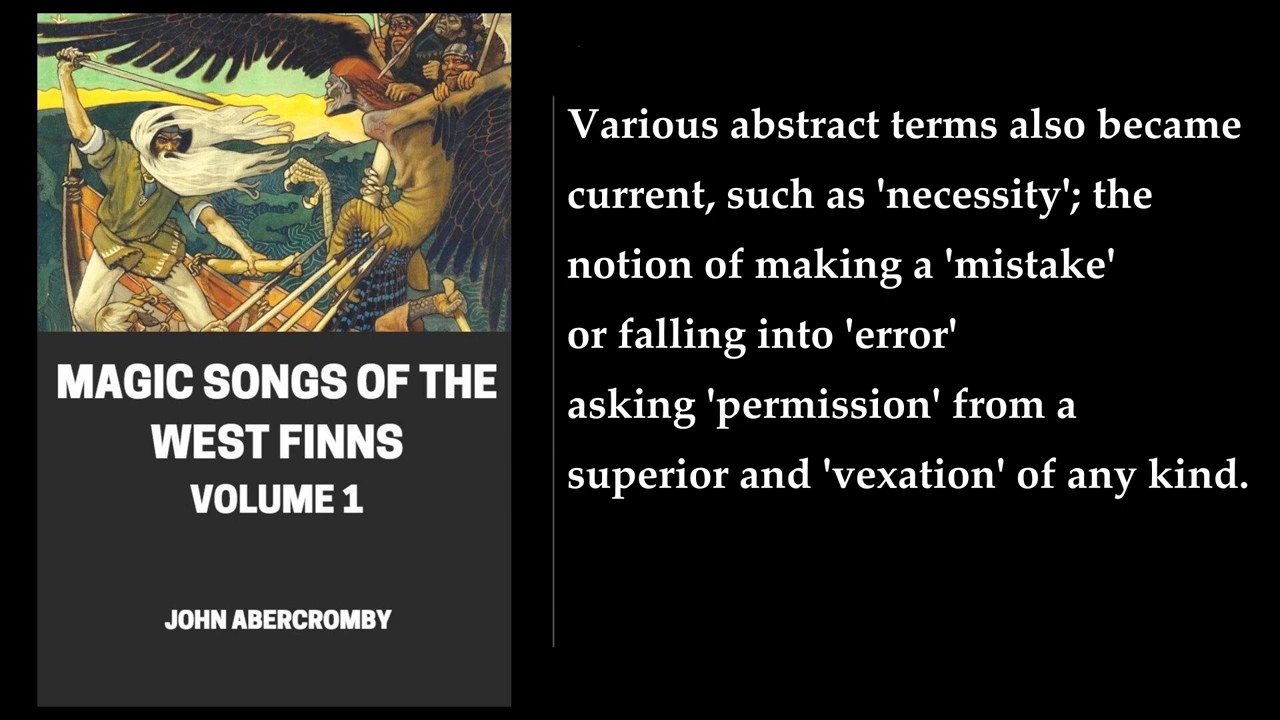 MAGIC SONGS OF THE
WEST FINNS
VOLUME 1
JOHN ABERCROMBY
Various abstract terms also became
current, such as 'necessity'; the
notion of making a 'mistake'
or falling into 'error'
asking 'permission' from a
superior and 'vexation' of any kind.